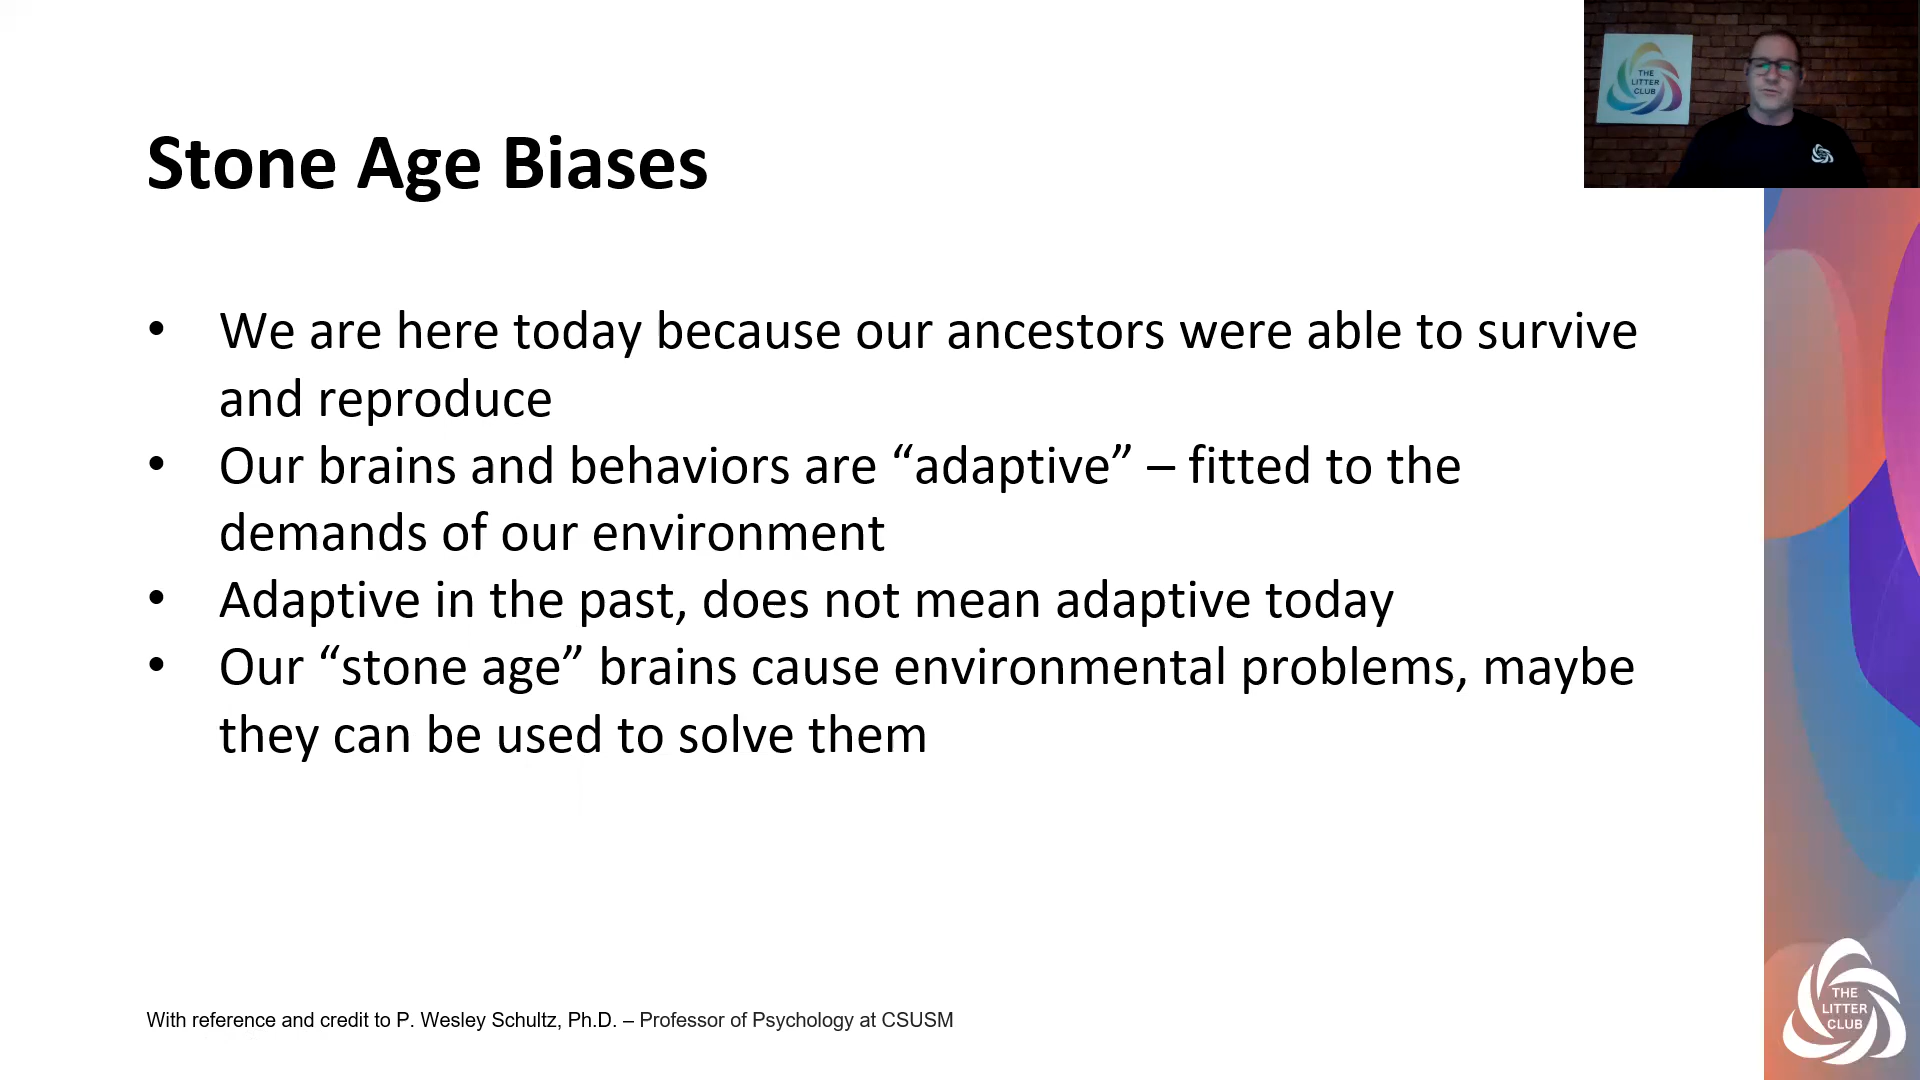 THE
LITTER
CLUB
Stone Age Biases
• We are here today because our ancestors were able to survive
and reproduce
• Our brains and behaviors are “adaptive” – fitted to the
demands of our environment
• Adaptive in the past, does not mean adaptive today
• Our “stone age” brains cause environmental problems, maybe
they can be used to solve them
With reference and credit to P. Wesley Schultz, Ph.D. – Professor of Psychology at CSUSM
THE
LITTER
CLUB